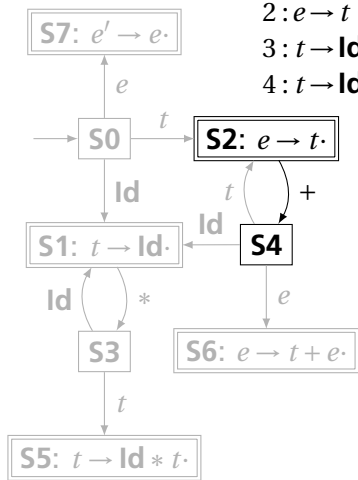 2 : e → t
3 : t → Id
4 : t → Id
S7: e′ → e·
e
S0
t
S2: e → t·
Id
t
+
S1: t → Id·
Id
S4
Id
*
e
S3
S6: e → t + e·
t
S5: t → Id * t·